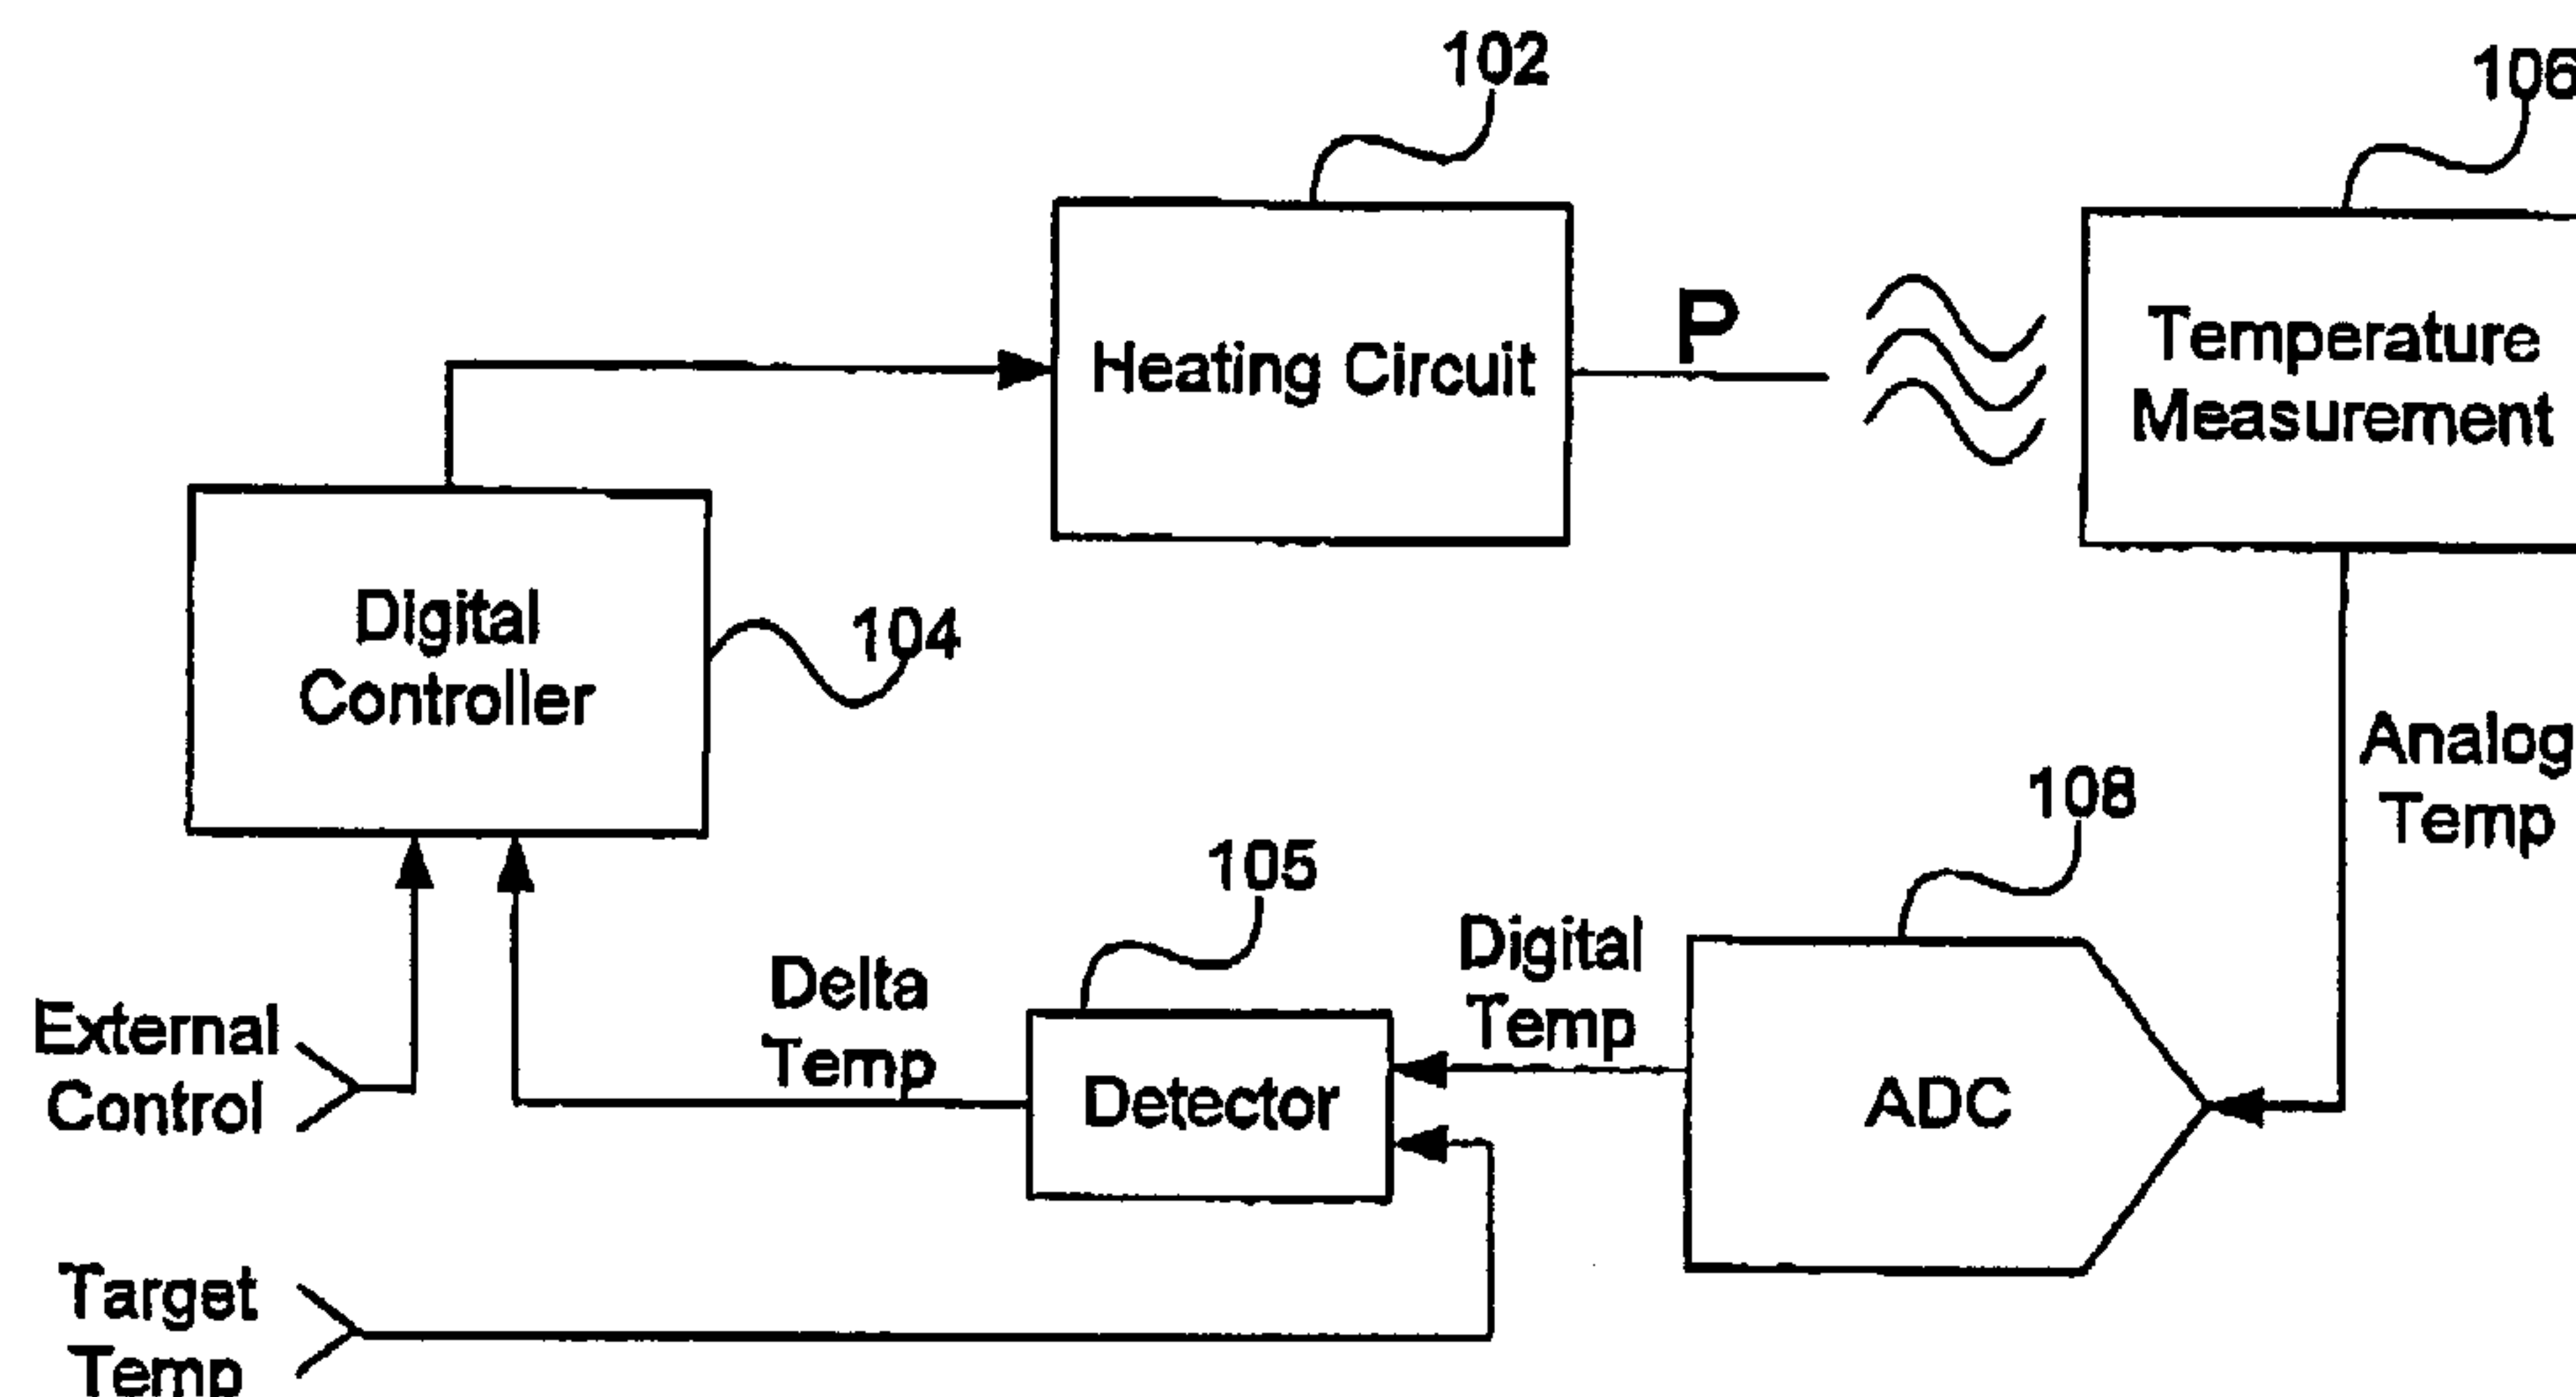 102
106
Heating Circuit
P
Temperature
Measurement
Digital
Controller
104
Analog
Temp
108
105
Digital
Temp
Delta
Temp
External
Control
Detector
ADC
Target
Temp